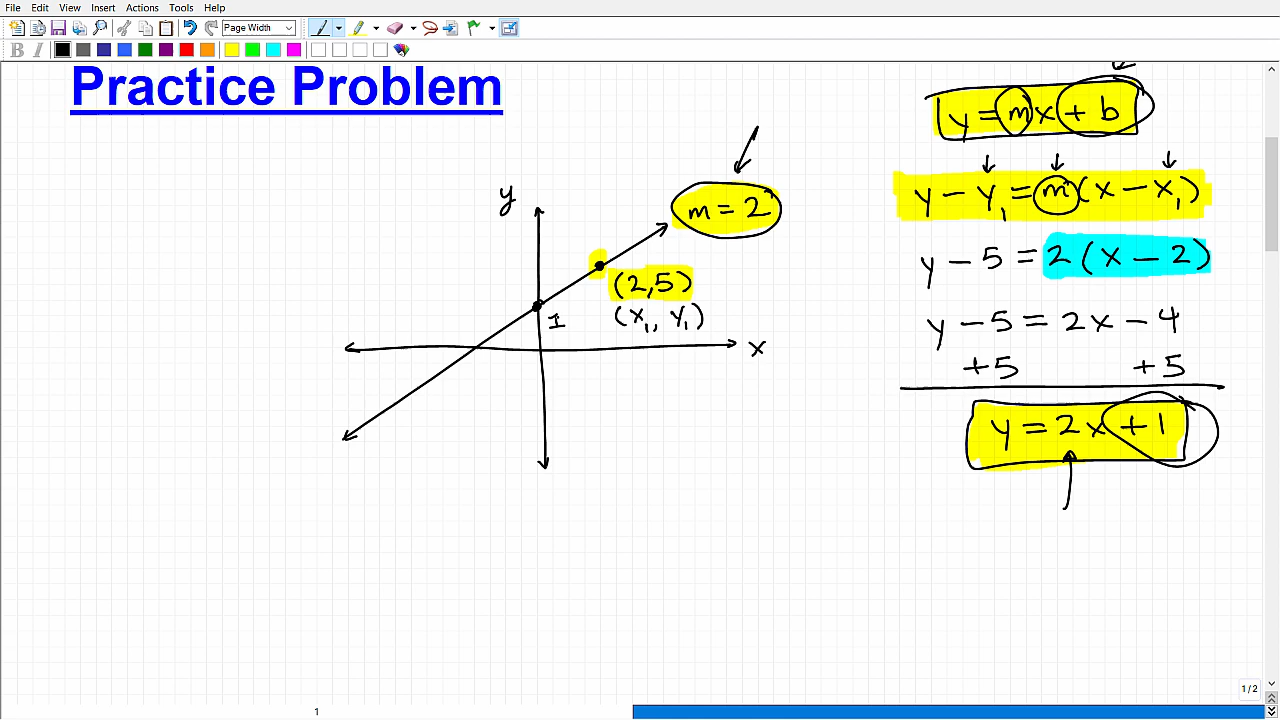 File Edit View Insert Actions Tools Help
Page Width
B I
Practice Problem
y = mx + b
y - y₁ = m(x - x₁)
y - 5 = 2(x - 2)
y - 5 = 2x - 4
+5 +5
y = 2x + 1
y
m = 2
(2,5)
(x₁, y₁)
1
x
1/2
1